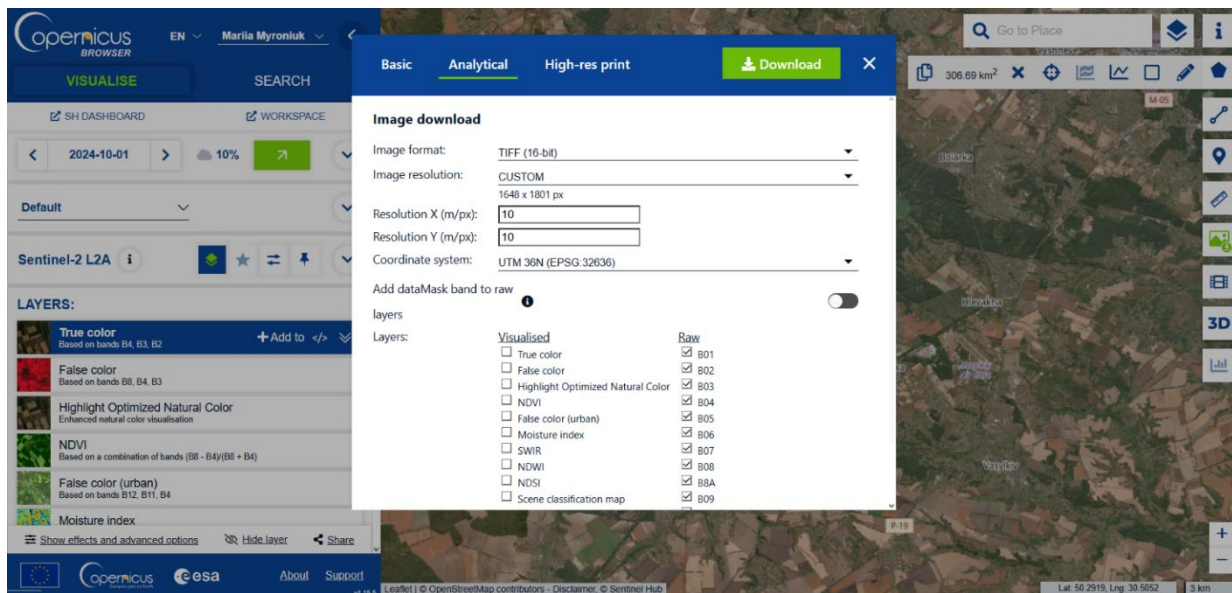 opernicus
BROWSER
EN
Mariia Myroniuk
VISUALISE
SEARCH
SH DASHBOARD
WORKSPACE
2024-10-01
10%
Default
Sentinel-2 L2A
LAYERS:
True color
Based on bands B4, B3, B2
Add to </>
False color
Based on bands B8, B4, B3
Highlight Optimized Natural Color
Enhanced natural color visualisation
NDVI
Based on a combination of bands (B8 - B4)/(B8 + B4)
False color (urban)
Based on bands B12, B11, B4
Moisture index
Show effects and advanced options
Hide layer
Share
opernicus
esa
About
Support
Basic
Analytical
High-res print
Download
Image download
Image format:
TIFF (16-bit)
Image resolution:
CUSTOM
1648 x 1801 px
Resolution X (m/px):
10
Resolution Y (m/px):
10
Coordinate system:
UTM 36N (EPSG:32636)
Add dataMask band to raw
layers
Layers:
Visualised
Raw
True color
B01
False color
B02
Highlight Optimized Natural Color
B03
NDVI
B04
False color (urban)
B05
Moisture index
B06
SWIR
B07
NDWI
B08
NDSI
B8A
Scene classification map
B09
Go to Place
306.69 km²
M-05
Boiarka
Hlevakha
Vasylkiv
P-19
3D
Leaflet | © OpenStreetMap contributors - Disclaimer, © Sentinel Hub
Lat: 50.2919, Lng: 30.5052
3 km